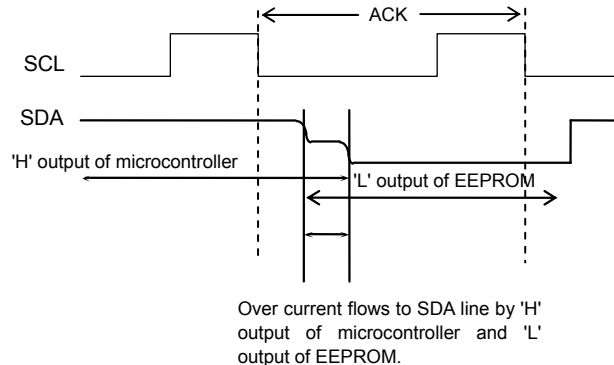 ACK
SCL
SDA
'H' output of microcontroller
'L' output of EEPROM
Over current flows to SDA line by 'H'
output of microcontroller and 'L'
output of EEPROM.